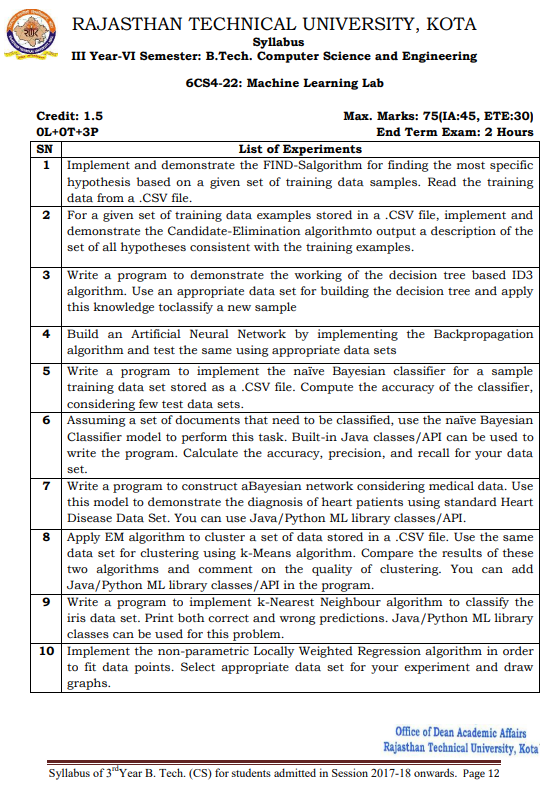 RAJASTHAN TECHNICAL UNIVERSITY, KOTA
Syllabus
III Year-VI Semester: B.Tech. Computer Science and Engineering
6CS4-22: Machine Learning Lab
Credit: 1.5 Max. Marks: 75(IA:45, ETE:30)
0L+0T+3P End Term Exam: 2 Hours
SN List of Experiments
1 Implement and demonstrate the FIND-Salgorithm for finding the most specific
hypothesis based on a given set of training data samples. Read the training
data from a .CSV file.
2 For a given set of training data examples stored in a .CSV file, implement and
demonstrate the Candidate-Elimination algorithmto output a description of the
set of all hypotheses consistent with the training examples.
3 Write a program to demonstrate the working of the decision tree based ID3
algorithm. Use an appropriate data set for building the decision tree and apply
this knowledge toclassify a new sample
4 Build an Artificial Neural Network by implementing the Backpropagation
algorithm and test the same using appropriate data sets
5 Write a program to implement the naïve Bayesian classifier for a sample
training data set stored as a .CSV file. Compute the accuracy of the classifier,
considering few test data sets.
6 Assuming a set of documents that need to be classified, use the naïve Bayesian
Classifier model to perform this task. Built-in Java classes/API can be used to
write the program. Calculate the accuracy, precision, and recall for your data
set.
7 Write a program to construct aBayesian network considering medical data. Use
this model to demonstrate the diagnosis of heart patients using standard Heart
Disease Data Set. You can use Java/Python ML library classes/API.
8 Apply EM algorithm to cluster a set of data stored in a .CSV file. Use the same
data set for clustering using k-Means algorithm. Compare the results of these
two algorithms and comment on the quality of clustering. You can add
Java/Python ML library classes/API in the program.
9 Write a program to implement k-Nearest Neighbour algorithm to classify the
iris data set. Print both correct and wrong predictions. Java/Python ML library
classes can be used for this problem.
10 Implement the non-parametric Locally Weighted Regression algorithm in order
to fit data points. Select appropriate data set for your experiment and draw
graphs.
Office of Dean Academic Affairs
Rajasthan Technical University, Kota
Syllabus of 3rdYear B. Tech. (CS) for students admitted in Session 2017-18 onwards. Page 12